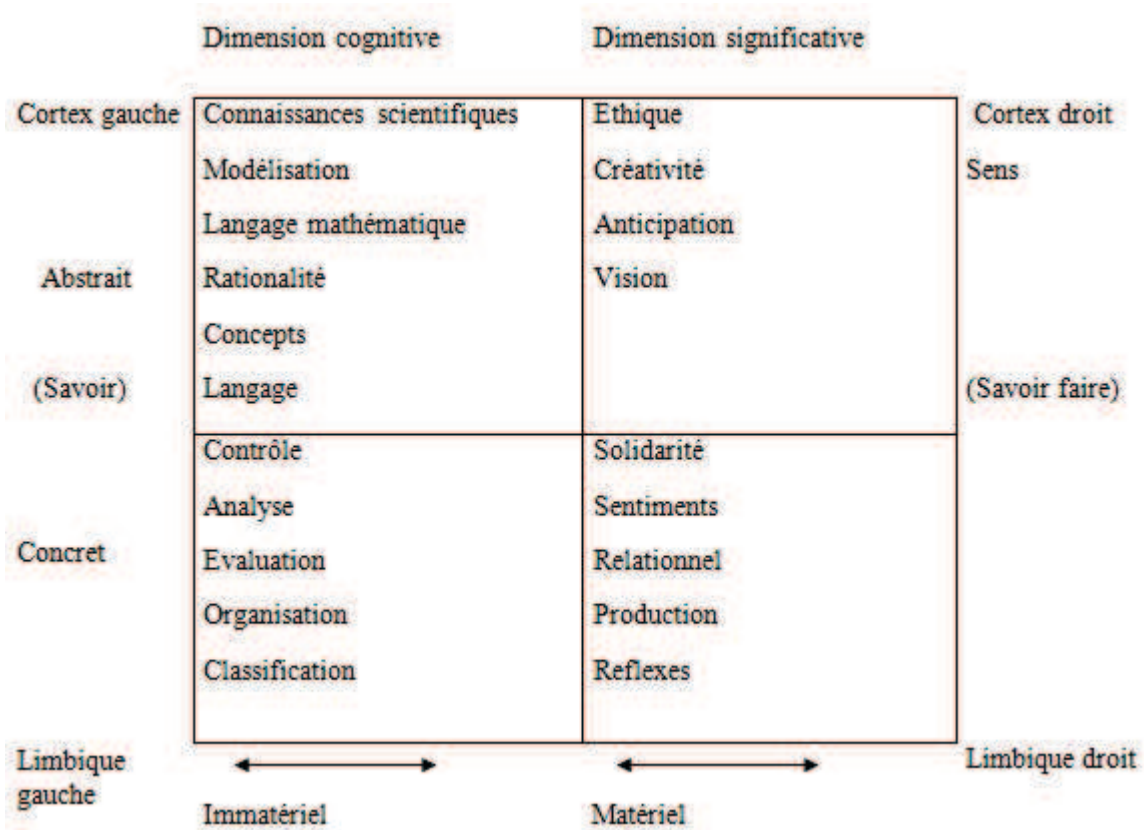 Dimension cognitive Dimension significative
Cortex gauche Connaissances scientifiques Ethique Cortex droit
Modélisation Créativité Sens
Langage mathématique Anticipation
Abstrait Rationalité Vision
Concepts
(Savoir) Langage (Savoir faire)
Contrôle Solidarité
Analyse Sentiments
Concret Evaluation Relationnel
Organisation Production
Classification Reflexes
Limbique gauche Limbique droit
Immatériel Matériel